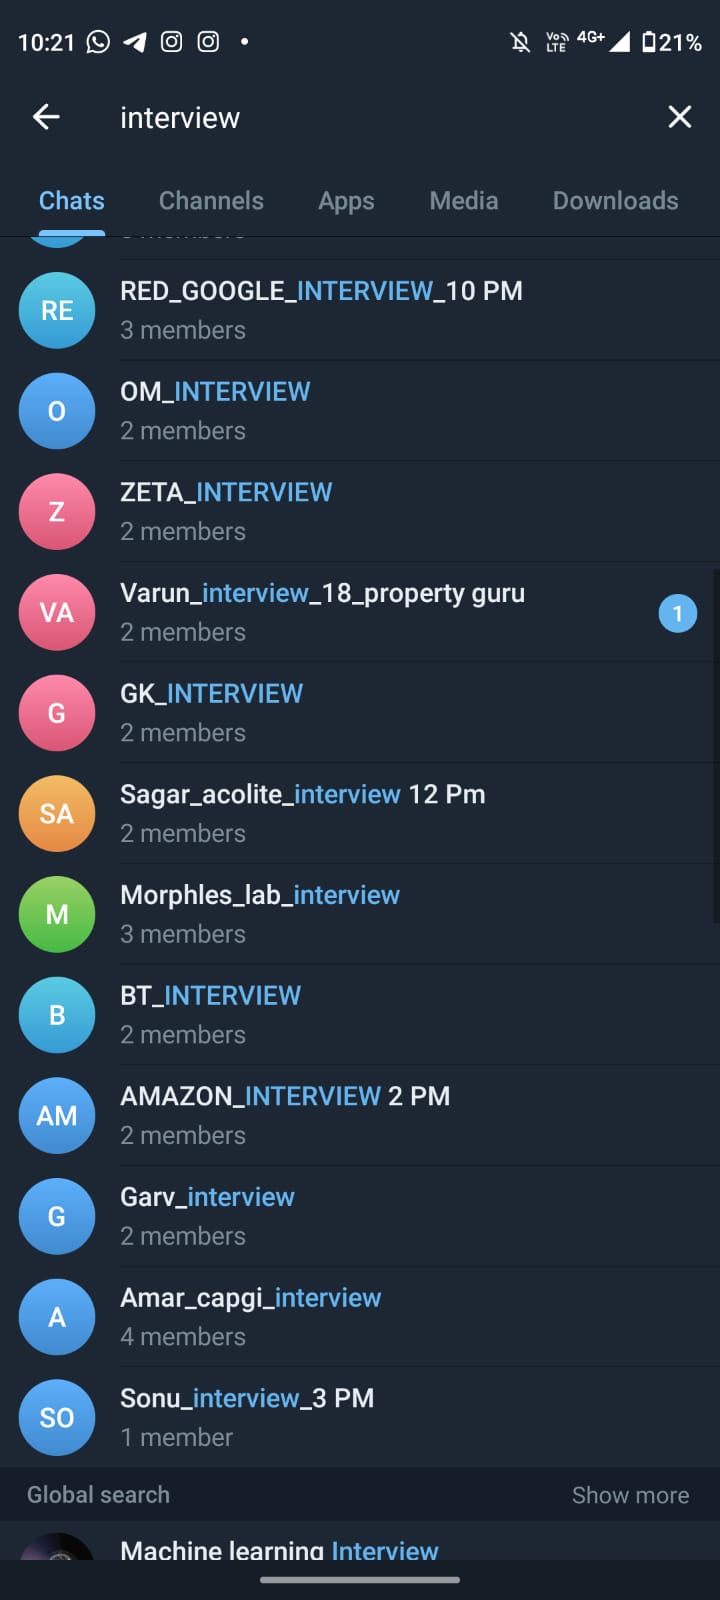 10:21
Vo) LTE 4G+ 21%
interview
Chats Channels Apps Media Downloads
RED_GOOGLE_INTERVIEW_10 PM
RE
3 members
OM_INTERVIEW
O
2 members
ZETA_INTERVIEW
Z
2 members
Varun_interview_18_property guru
VA
1
2 members
GK_INTERVIEW
G
2 members
Sagar_acolite_interview 12 Pm
SA
2 members
Morphles_lab_interview
M
3 members
BT_INTERVIEW
B
2 members
AMAZON_INTERVIEW 2 PM
AM
2 members
Garv_interview
G
2 members
Amar_capgi_interview
A
4 members
Sonu_interview_3 PM
SO
1 member
Global search Show more
Machine learning Interview